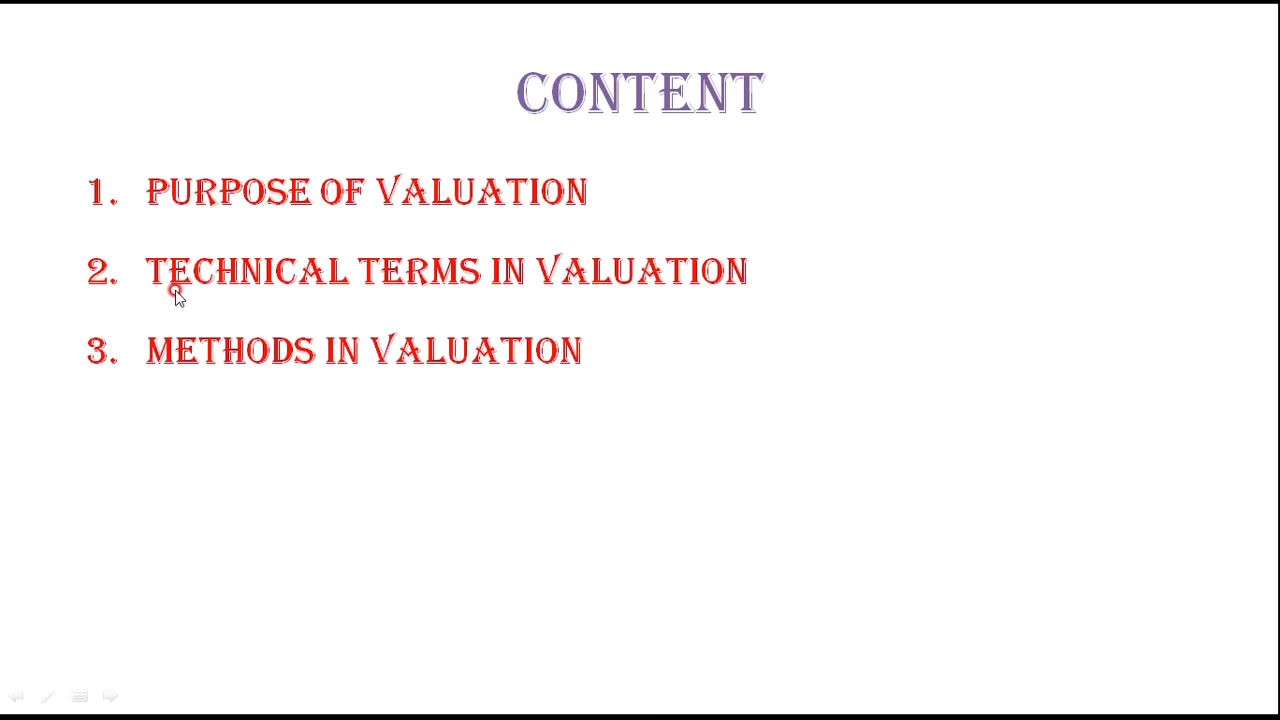 CONTENT
1. PURPOSE OF VALUATION
2. TECHNICAL TERMS IN VALUATION
3. METHODS IN VALUATION